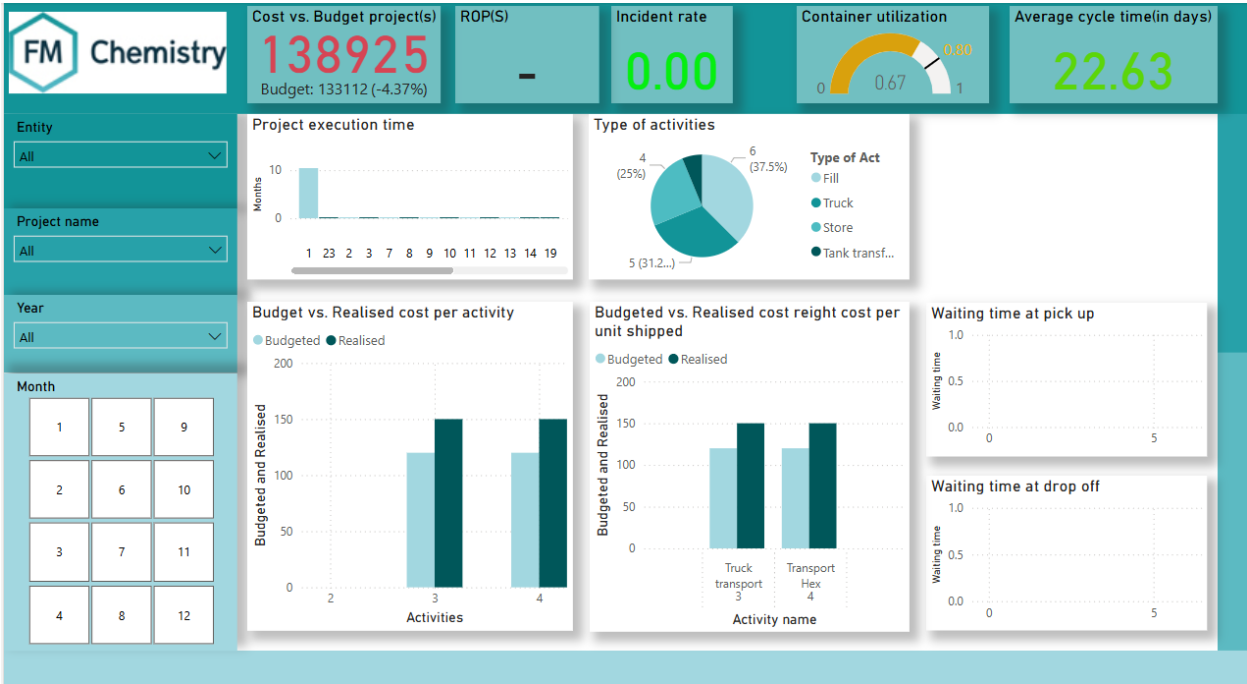 FM Chemistry
Cost vs. Budget project(s)
138925
Budget: 133112 (-4.37%)
ROP(S)
-
Incident rate
0.00
Container utilization
0.80
0.67
0
1
Average cycle time(in days)
22.63
Entity
All
Project name
All
Year
All
Month
1 5 9
2 6 10
3 7 11
4 8 12
Project execution time
Months
10
0
1 23 2 3 7 8 9 10 11 12 13 14 19
Type of activities
4
(25%)
6
(37.5%)
5 (31.2...)
Type of Act
Fill
Truck
Store
Tank transf...
Budget vs. Realised cost per activity
Budgeted Realised
Budgeted and Realised
200
150
100
50
0
2 3 4
Activities
Budgeted vs. Realised cost reight cost per
unit shipped
Budgeted Realised
Budgeted and Realised
200
150
100
50
0
Truck
transport
3
Transport
Hex
4
Activity name
Waiting time at pick up
Waiting time
1.0
0.5
0.0
0 5
Waiting time at drop off
Waiting time
1.0
0.5
0.0
0 5